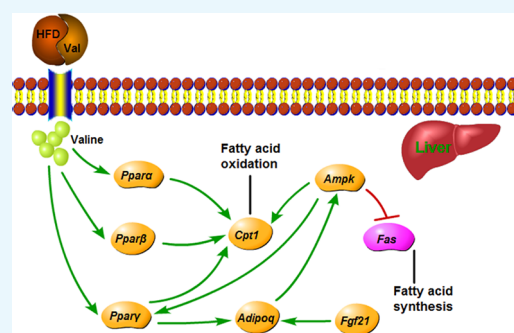 HFD
Val
Valine
Liver
Fatty acid
oxidation
Pparα
Ampk
Pparβ
Cpt1
Fas
Pparγ
Adipoq
Fgf21
Fatty acid
synthesis